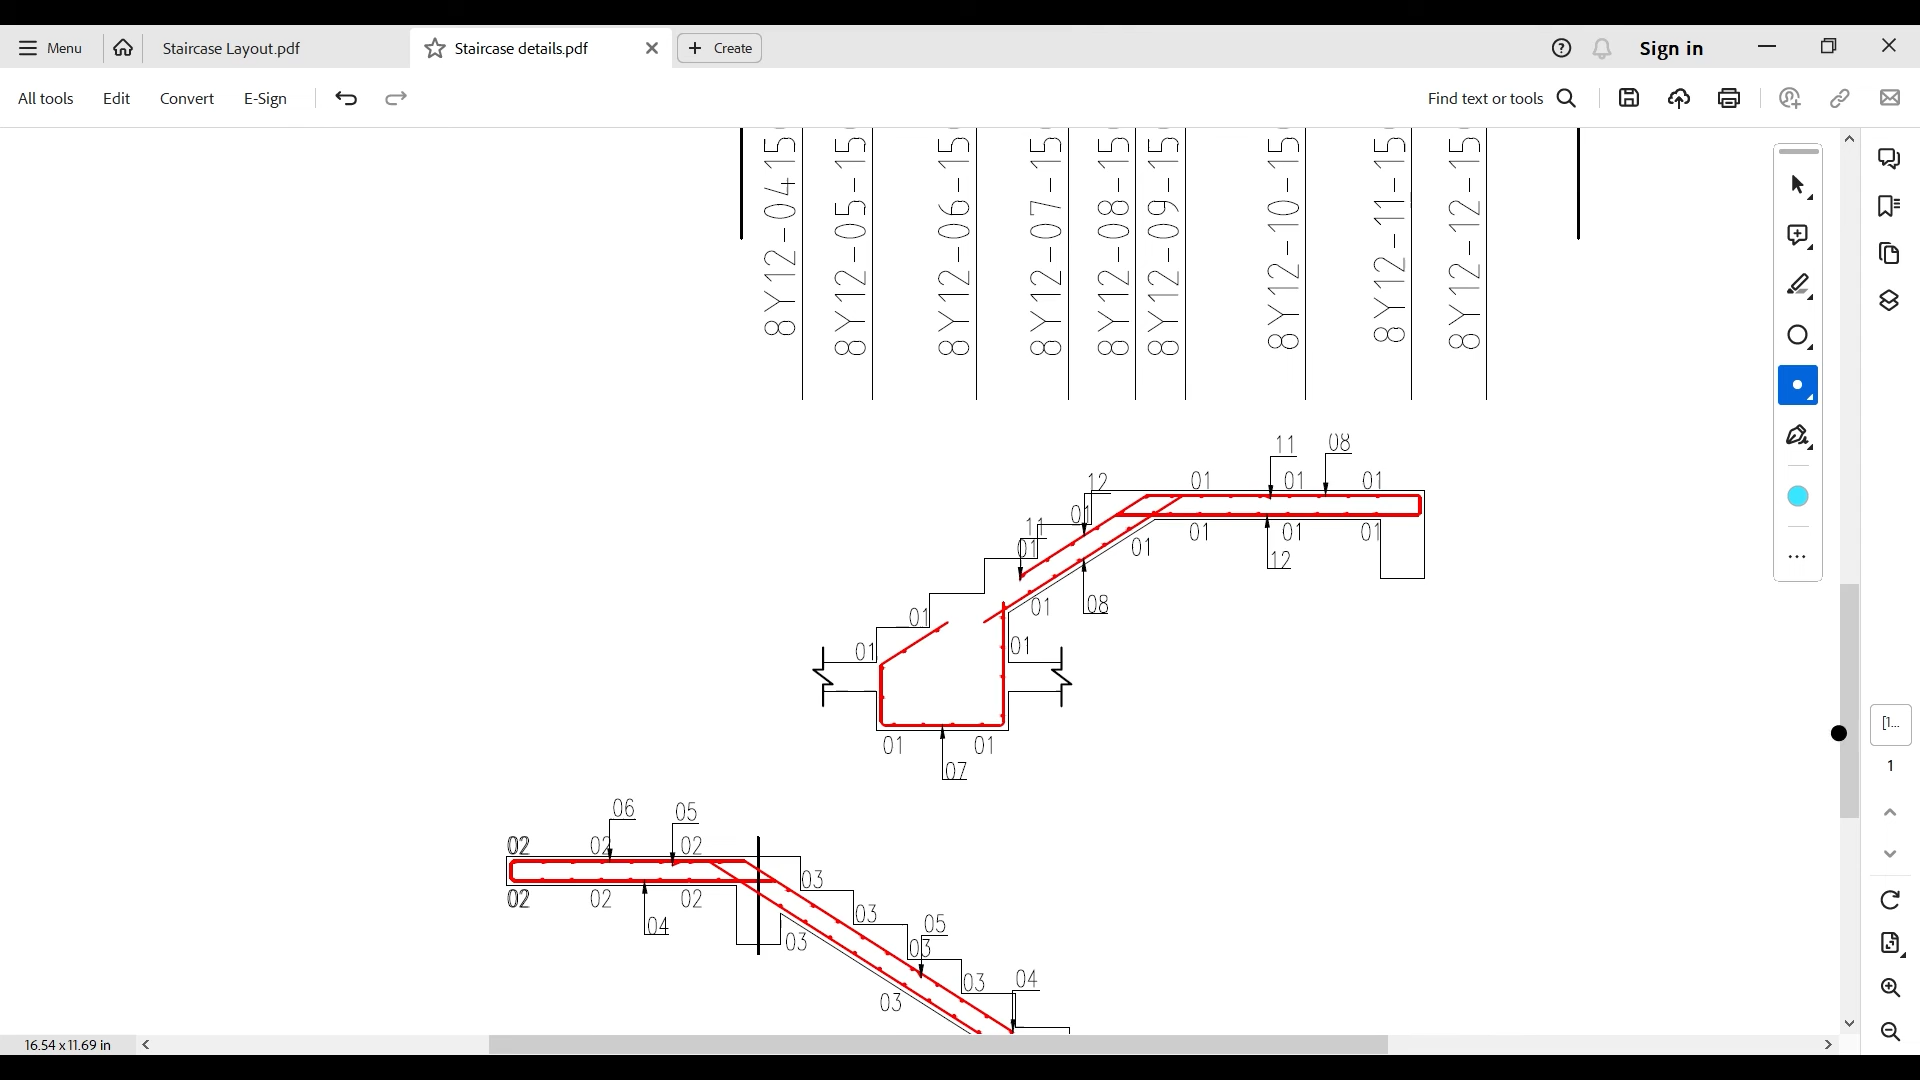 Menu
Staircase Layout.pdf
Staircase details.pdf
Create
Sign in
All tools
Edit
Convert
E-Sign
Find text or tools
8Y12-0415
8Y12-05-15
8Y12-06-15
8Y12-07-15
8Y12-08-15
8Y12-09-15
8Y12-10-15
8Y12-11-15
8Y12-12-15
11 08
12 01 01 01
11 01
01 01 01 01 01
12
01 08
01
01 01
01 01
07
06 05
02 02 02
03
02 02 02
04
03 05
03 03
03 04
03
[1...
1
16.54 x 11.69 in